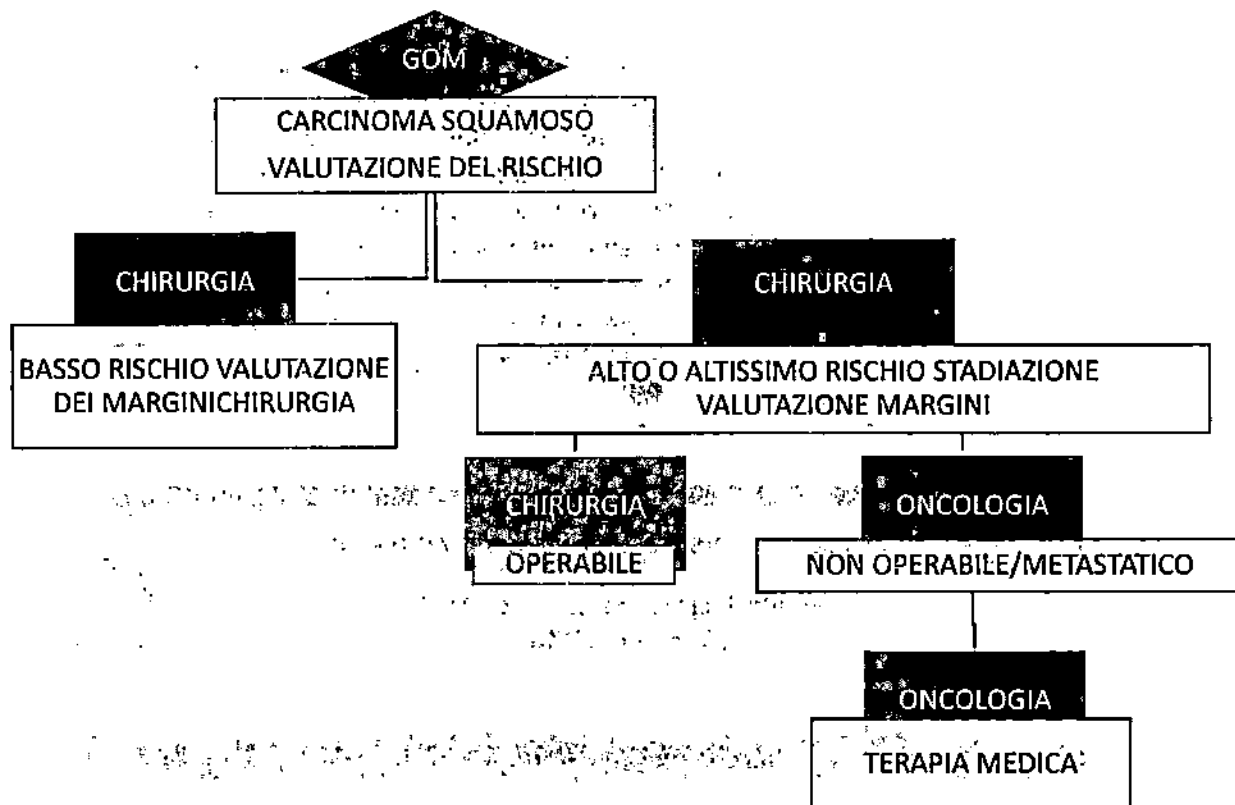 GOM
CARCINOMA SQUAMOSO
VALUTAZIONE DEL RISCHIO
CHIRURGIA
CHIRURGIA
BASSO RISCHIO VALUTAZIONE
DEI MARGINICHIRURGIA
ALTO O ALTISSIMO RISCHIO STADIAZIONE
VALUTAZIONE MARGINI
CHIRURGIA
OPERABILE
ONCOLOGIA
NON OPERABILE/METASTATICO
ONCOLOGIA
TERAPIA MEDICA